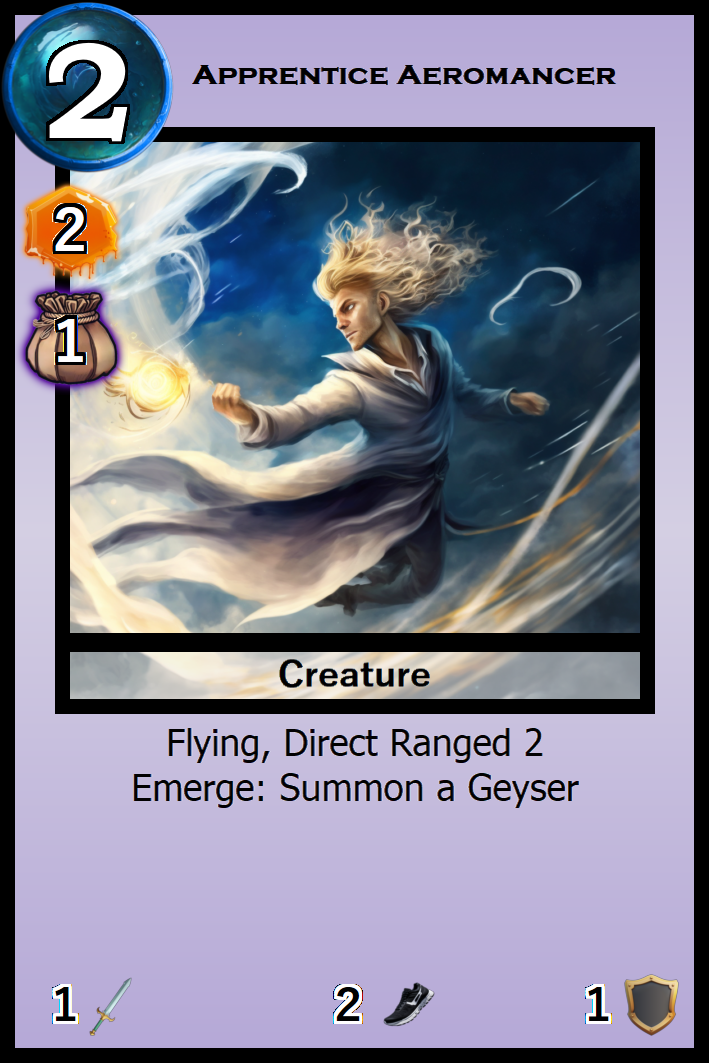 2
Apprentice Aeromancer
2
1
Creature
Flying, Direct Ranged 2
Emerge: Summon a Geyser
1 2 1